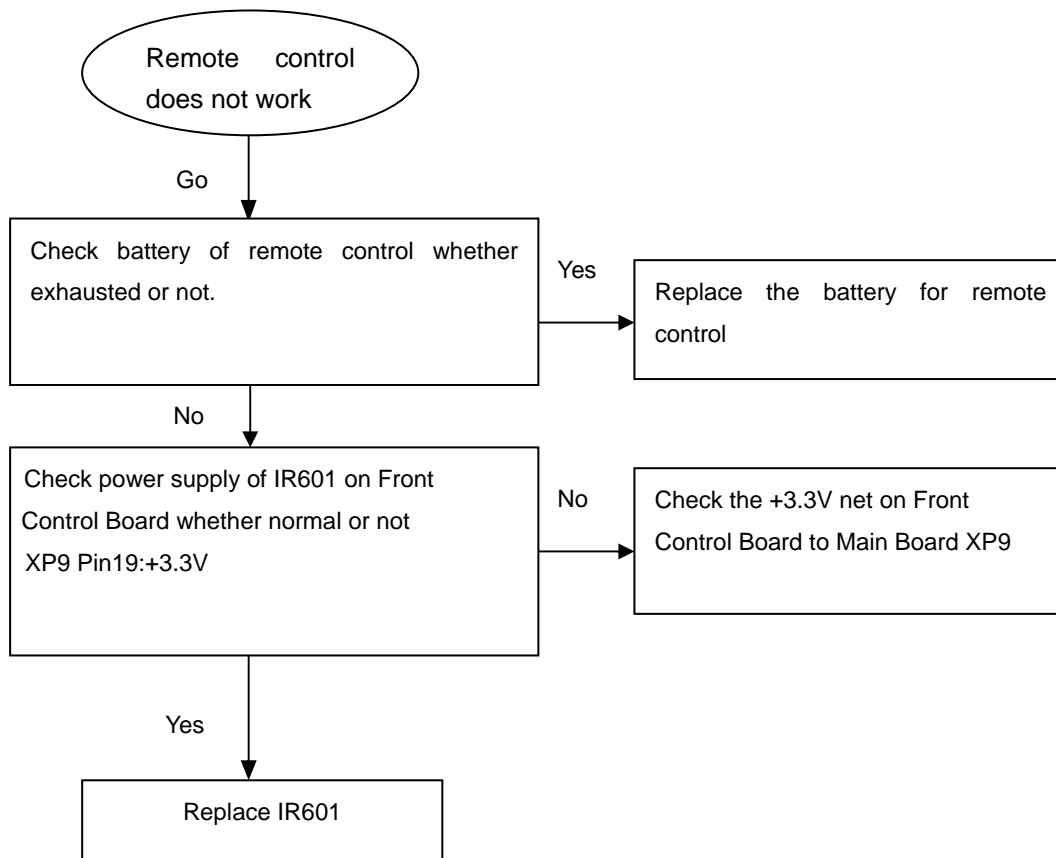 Remote control
does not work
Go
Check battery of remote control whether
exhausted or not.
Yes
Replace the battery for remote
control
No
Check power supply of IR601 on Front
Control Board whether normal or not
XP9 Pin19:+3.3V
No
Check the +3.3V net on Front
Control Board to Main Board XP9
Yes
Replace IR601